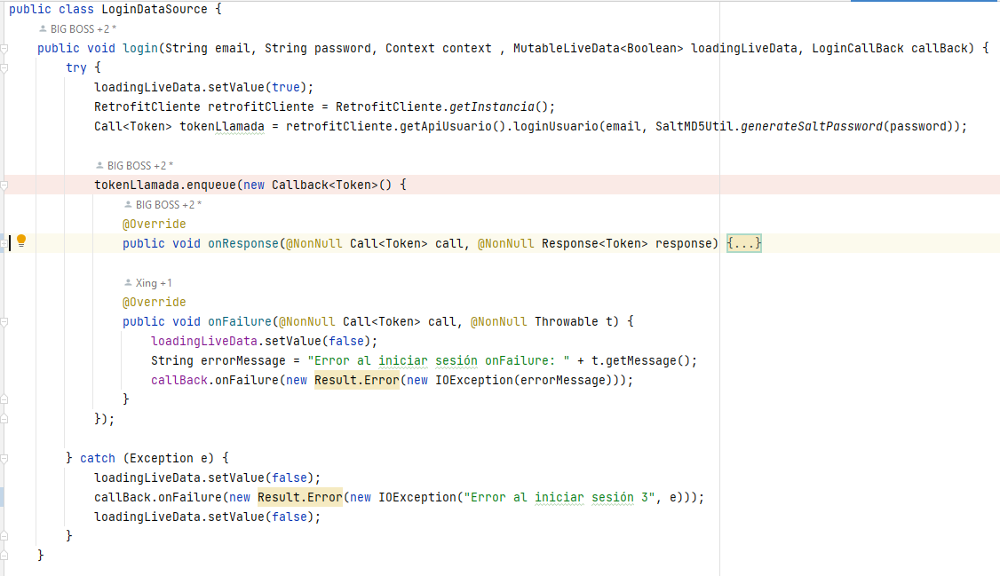 public class LoginDataSource {
BIG BOSS +2 *
public void login(String email, String password, Context context , MutableLiveData<Boolean> loadingLiveData, LoginCallBack callBack) {
try {
loadingLiveData.setValue(true);
RetrofitCliente retrofitCliente = RetrofitCliente.getInstancia();
Call<Token> tokenLlamada = retrofitCliente.getApiUsuario().loginUsuario(email, SaltMD5Util.generateSaltPassword(password));
BIG BOSS +2 *
tokenLlamada.enqueue(new Callback<Token>() {
BIG BOSS +2 *
@Override
public void onResponse(@NonNull Call<Token> call, @NonNull Response<Token> response) {...}
Xing +1
@Override
public void onFailure(@NonNull Call<Token> call, @NonNull Throwable t) {
loadingLiveData.setValue(false);
String errorMessage = "Error al iniciar sesión onFailure: " + t.getMessage();
callBack.onFailure(new Result.Error(new IOException(errorMessage)));
}
});
} catch (Exception e) {
loadingLiveData.setValue(false);
callBack.onFailure(new Result.Error(new IOException("Error al iniciar sesión 3", e)));
loadingLiveData.setValue(false);
}
}